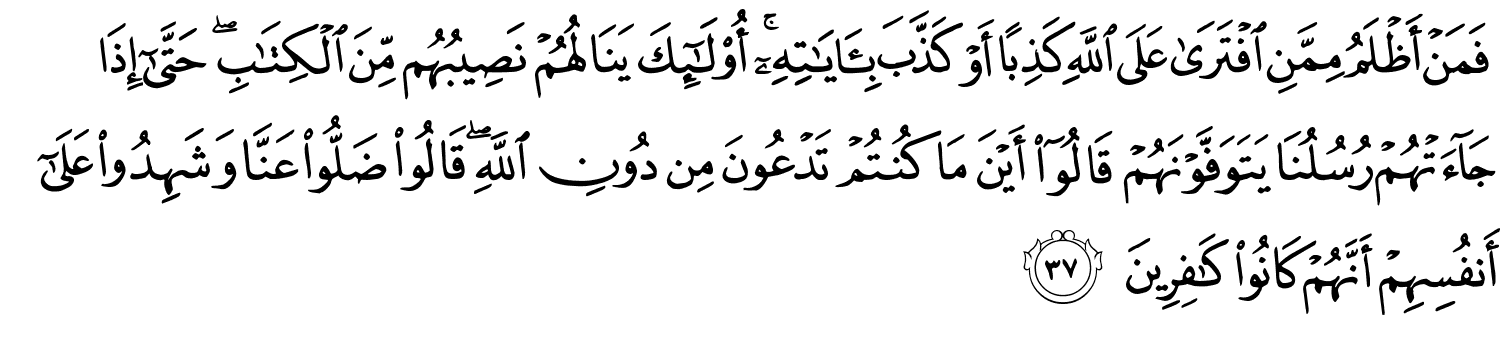 فَمَنۡ أَظۡلَمُ مِمَّنِ ٱفۡتَرَىٰ عَلَى ٱللَّهِ كَذِبًا أَوۡ كَذَّبَ بِـَٔايَٰتِهِۦٓۚ أُوْلَٰٓئِكَ يَنَالُهُمۡ نَصِيبُهُم مِّنَ ٱلۡكِتَٰبِۖ حَتَّىٰٓ إِذَا
جَآءَتۡهُمۡ رُسُلُنَا يَتَوَفَّوۡنَهُمۡ قَالُوٓاْ أَيۡنَ مَا كُنتُمۡ تَدۡعُونَ مِن دُونِ ٱللَّهِۖ قَالُواْ ضَلُّواْ عَنَّا وَشَهِدُواْ عَلَىٰٓ
أَنفُسِهِمۡ أَنَّهُمۡ كَانُواْ كَٰفِرِينَ ٣٧